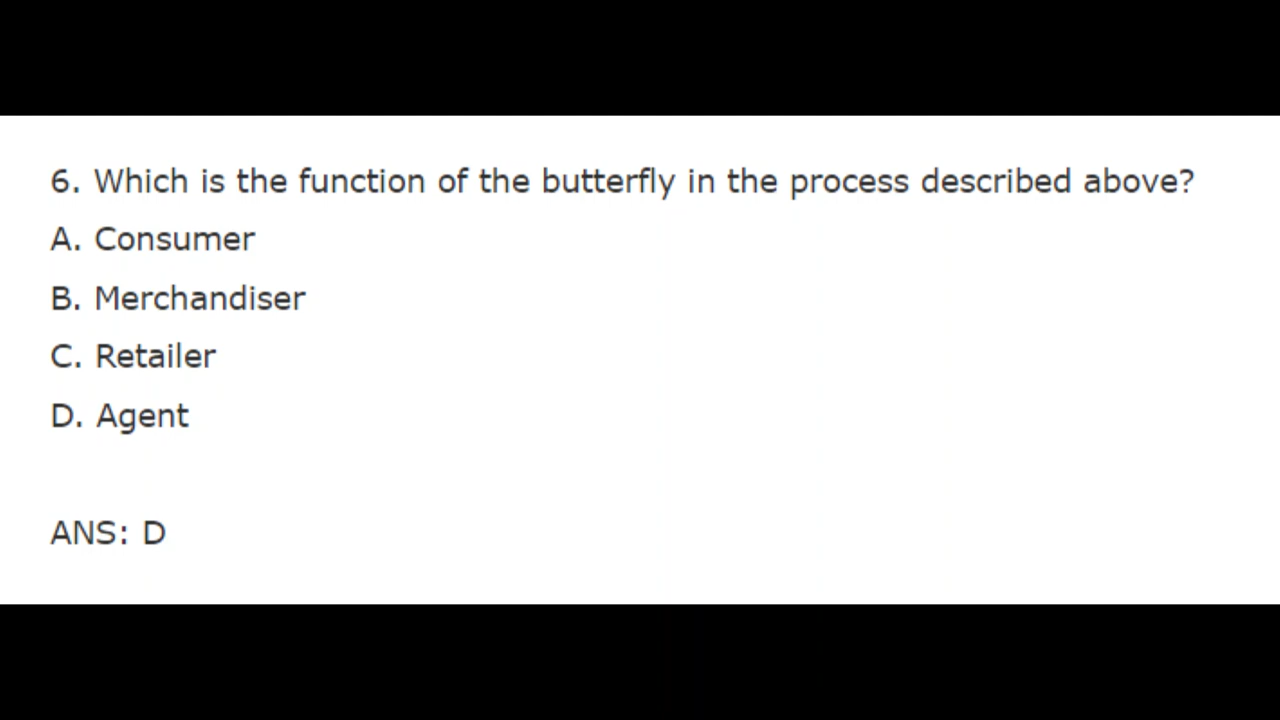 6. Which is the function of the butterfly in the process described above?
A. Consumer
B. Merchandiser
C. Retailer
D. Agent
ANS: D